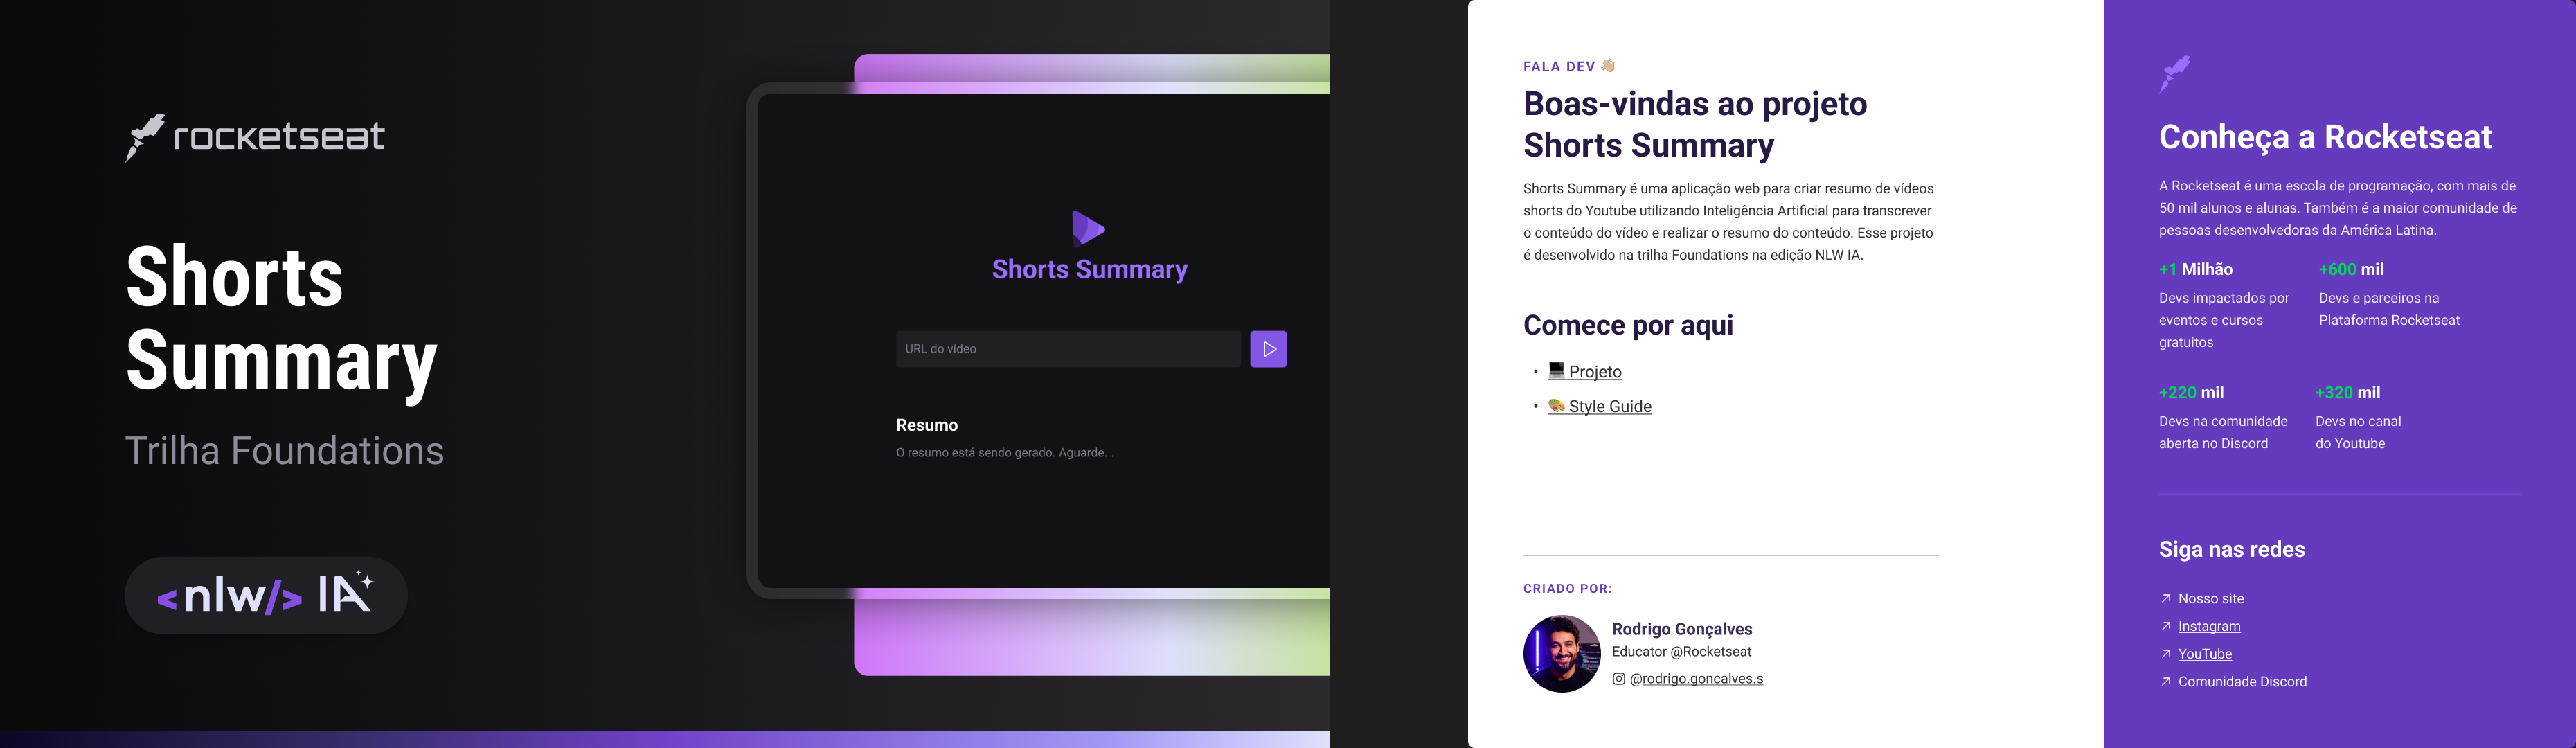 rocketseat
Shorts
Summary
Trilha Foundations
<nlw/> IA
Shorts Summary
URL do vídeo
Resumo
O resumo está sendo gerado. Aguarde...
FALA DEV 👋🏼
Boas-vindas ao projeto
Shorts Summary
Shorts Summary é uma aplicação web para criar resumo de vídeos
shorts do Youtube utilizando Inteligência Artificial para transcrever
o conteúdo do vídeo e realizar o resumo do conteúdo. Esse projeto
é desenvolvido na trilha Foundations na edição NLW IA.
Comece por aqui
• 💻 Projeto
• 🎨 Style Guide
CRIADO POR:
Rodrigo Gonçalves
Educator @Rocketseat
@rodrigo.goncalves.s
Conheça a Rocketseat
A Rocketseat é uma escola de programação, com mais de
50 mil alunos e alunas. Também é a maior comunidade de
pessoas desenvolvedoras da América Latina.
+1 Milhão
Devs impactados por
eventos e cursos
gratuitos
+600 mil
Devs e parceiros na
Plataforma Rocketseat
+220 mil
Devs na comunidade
aberta no Discord
+320 mil
Devs no canal
do Youtube
Siga nas redes
Nosso site
Instagram
YouTube
Comunidade Discord